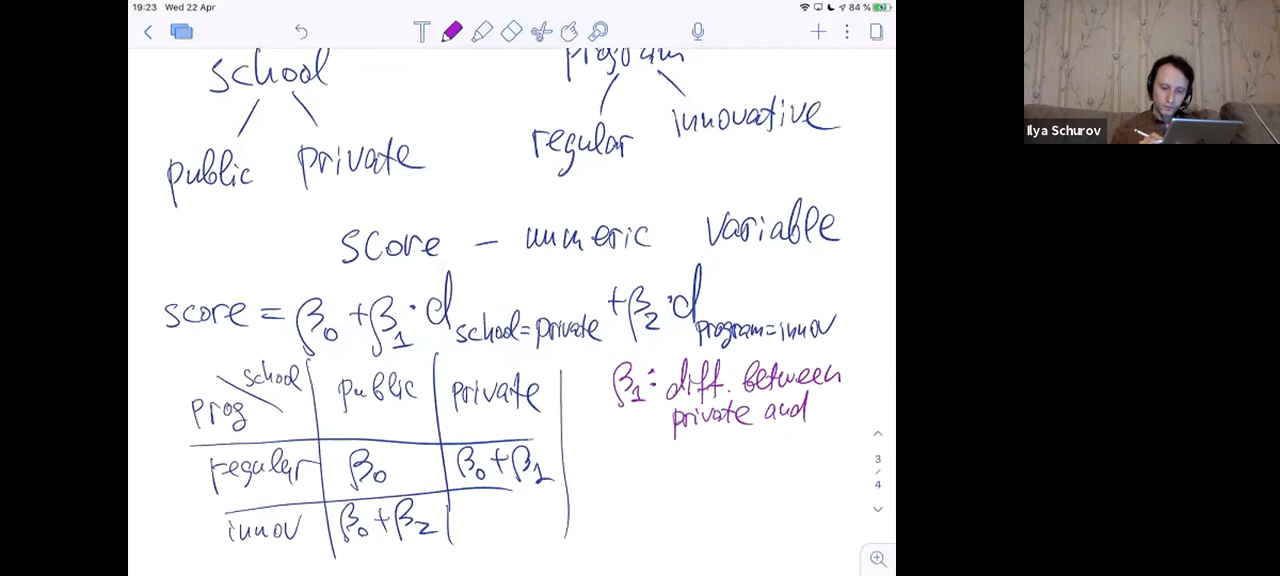 19:23 Wed 22 Apr
84 %
T
school
program
public
private
regular
innovative
score – numeric variable
score = β₀ + β₁ · d school=private + β₂ · d program=innov
school
Prog
public
private
regular
β₀
β₀+β₁
innov
β₀+β₂
β₁: diff. between
private and
3
/
4
Ilya Schurov